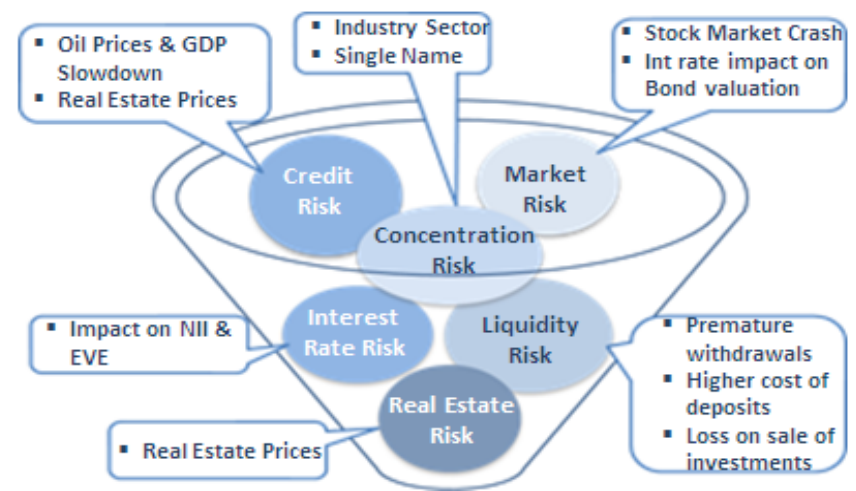 ▪ Oil Prices & GDP
Slowdown
▪ Real Estate Prices
▪ Industry Sector
▪ Single Name
▪ Stock Market Crash
▪ Int rate impact on
Bond valuation
Credit
Risk
Market
Risk
Concentration
Risk
▪ Impact on NII &
EVE
Interest
Rate Risk
Liquidity
Risk
▪ Premature
withdrawals
▪ Higher cost of
deposits
▪ Loss on sale of
investments
Real Estate
Risk
▪ Real Estate Prices